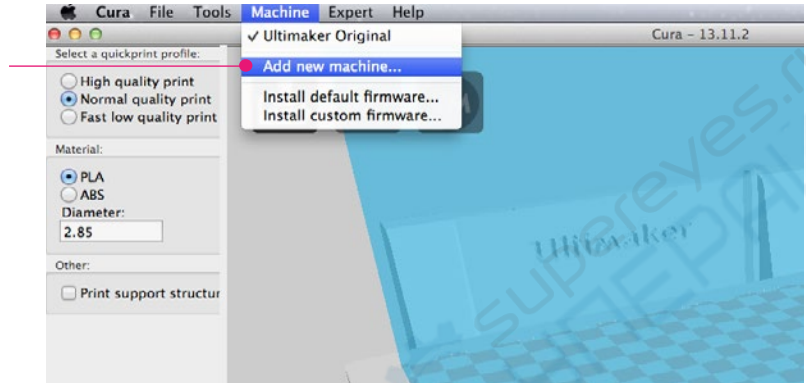 Cura File Tools Machine Expert Help
Cura – 13.11.2
Select a quickprint profile:
High quality print
Normal quality print
Fast low quality print
✓ Ultimaker Original
Add new machine...
Install default firmware...
Install custom firmware...
Material:
PLA
ABS
Diameter:
2.85
Other:
Print support structur
Ultimaker